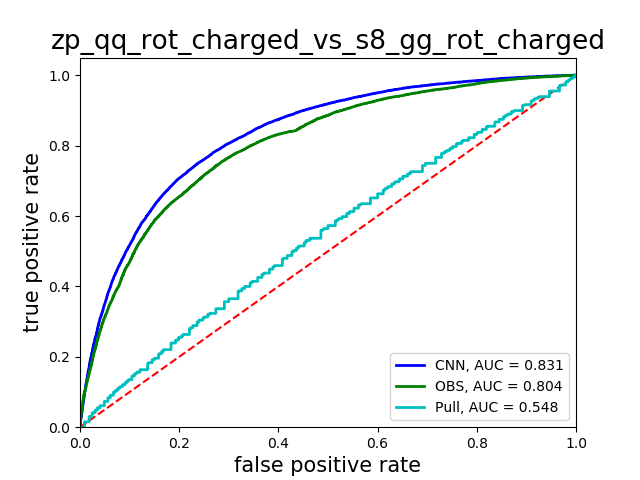 zp_qq_rot_charged_vs_s8_gg_rot_charged
1.0
0.8
0.6
0.4
0.2
0.0
true positive rate
CNN, AUC = 0.831
OBS, AUC = 0.804
Pull, AUC = 0.548
0.0 0.2 0.4 0.6 0.8 1.0
false positive rate